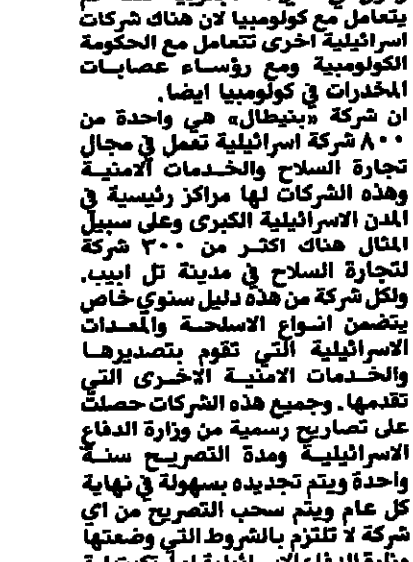 يتعامل مع كولومبيا لان هناك شركات
اسرائيلية اخرى تتعامل مع الحكومة
الكولومبية ومع رؤساء عصابات
المخدرات في كولومبيا ايضا.
ان شركة «بنيطال» هي واحدة من
٨٠٠ شركة اسرائيلية تعمل في مجال
تجارة السلاح والخدمات الامنية
وهذه الشركات لها مراكز رئيسية في
المدن الاسرائيلية الكبرى وعلى سبيل
المثال هناك اكثر من ٣٠٠ شركة
لتجارة السلاح في مدينة تل ابيب.
ولكل شركة من هذه دليل سنوي خاص
يتضمن انواع الاسلحة والمعدات
الاسرائيلية التي تقوم بتصديرها
والخدمات الامنية الاخرى التي
تقدمها. وجميع هذه الشركات حصلت
على تصاريح رسمية من وزارة الدفاع
الاسرائيلية ومدة التصريح سنة
واحدة ويتم تجديده بسهولة في نهاية
كل عام ويتم سحب التصريح من اي
شركة لا تلتزم بالشروط التي وضعتها